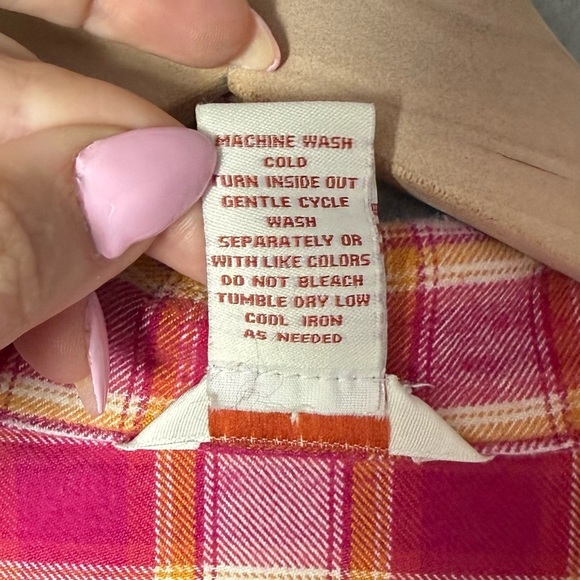 MACHINE WASH
COLD
TURN INSIDE OUT
GENTLE CYCLE
WASH
SEPARATELY OR
WITH LIKE COLORS
DO NOT BLEACH
TUMBLE DRY LOW
COOL IRON
AS NEEDED